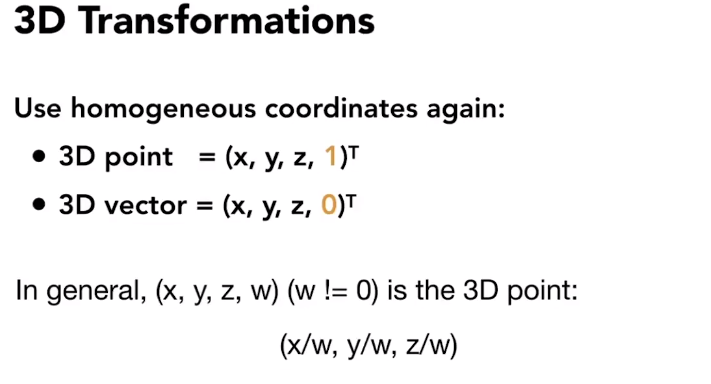 3D Transformations
Use homogeneous coordinates again:
• 3D point = (x, y, z, 1)ᵀ
• 3D vector = (x, y, z, 0)ᵀ
In general, (x, y, z, w) (w != 0) is the 3D point:
(x/w, y/w, z/w)